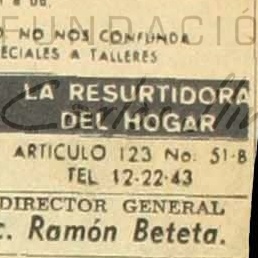 FUNDACIÓ
NO NOS CONFUNDA
ECIALES A TALLERES
LA RESURTIDORA
DEL HOGAR
ARTICULO 123 No. 51-B
TEL 12-22-43
DIRECTOR GENERAL
c. Ramón Beteta.